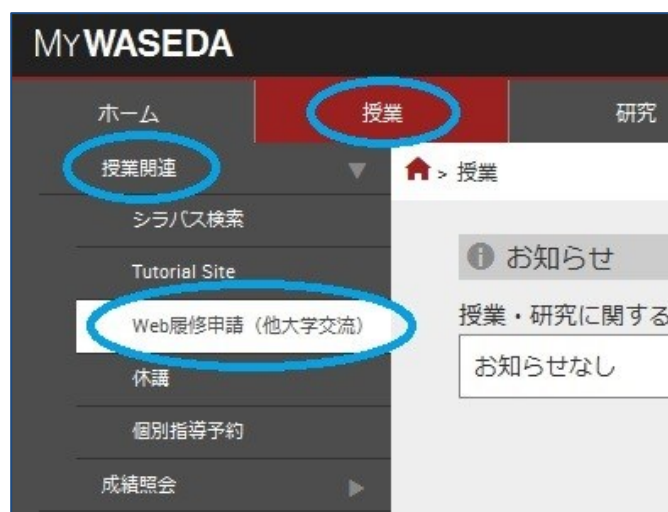 MYWASEDA
ホーム
授業
研究
授業関連
> 授業
シラバス検索
お知らせ
Tutorial Site
Web履修申請（他大学交流）
授業・研究に関する
お知らせなし
休講
個別指導予約
成績照会